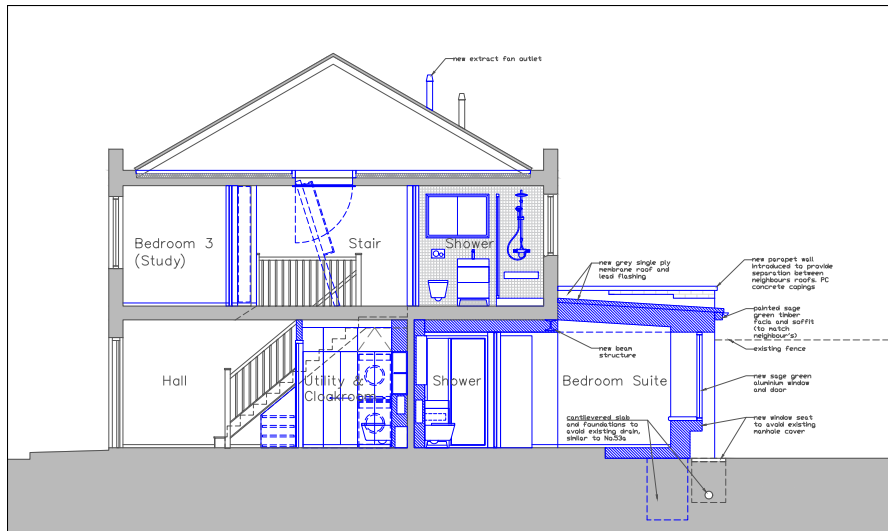 new extract fan outlet
Bedroom 3
(Study)
Stair
Shower
new grey single ply
membrane roof and
lead flashing
new parapet wall
introduced to provide
separation between
neighbours roofs. PC
concrete copings
painted sage
green timber
facia and soffit
(to match
neighbour's)
existing fence
new beam
structure
Hall
Utility &
Cloakroom
Shower
Bedroom Suite
new sage green
aluminium window
and door
cantilevered slab
and foundations to
avoid existing drain,
similar to No.53a
new window seat
to avoid existing
manhole cover